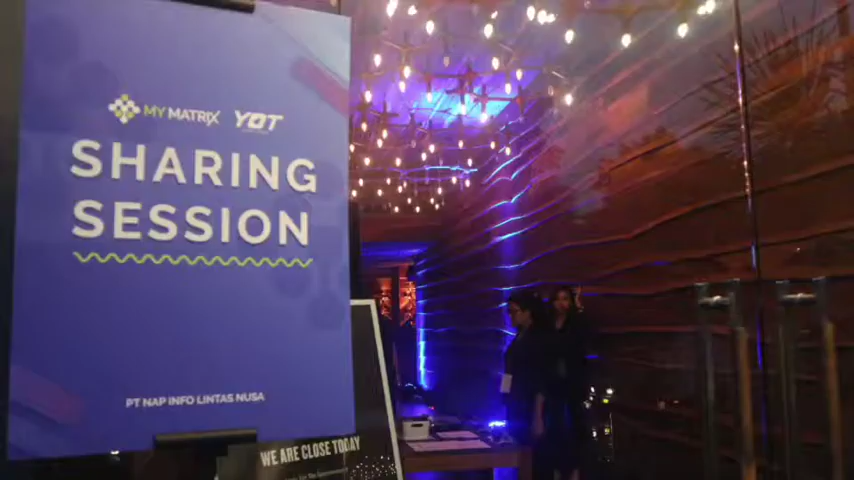 MY MATRIX YOT
SHARING
SESSION
PT NAP INFO LINTAS NUSA
WE ARE CLOSE TODAY